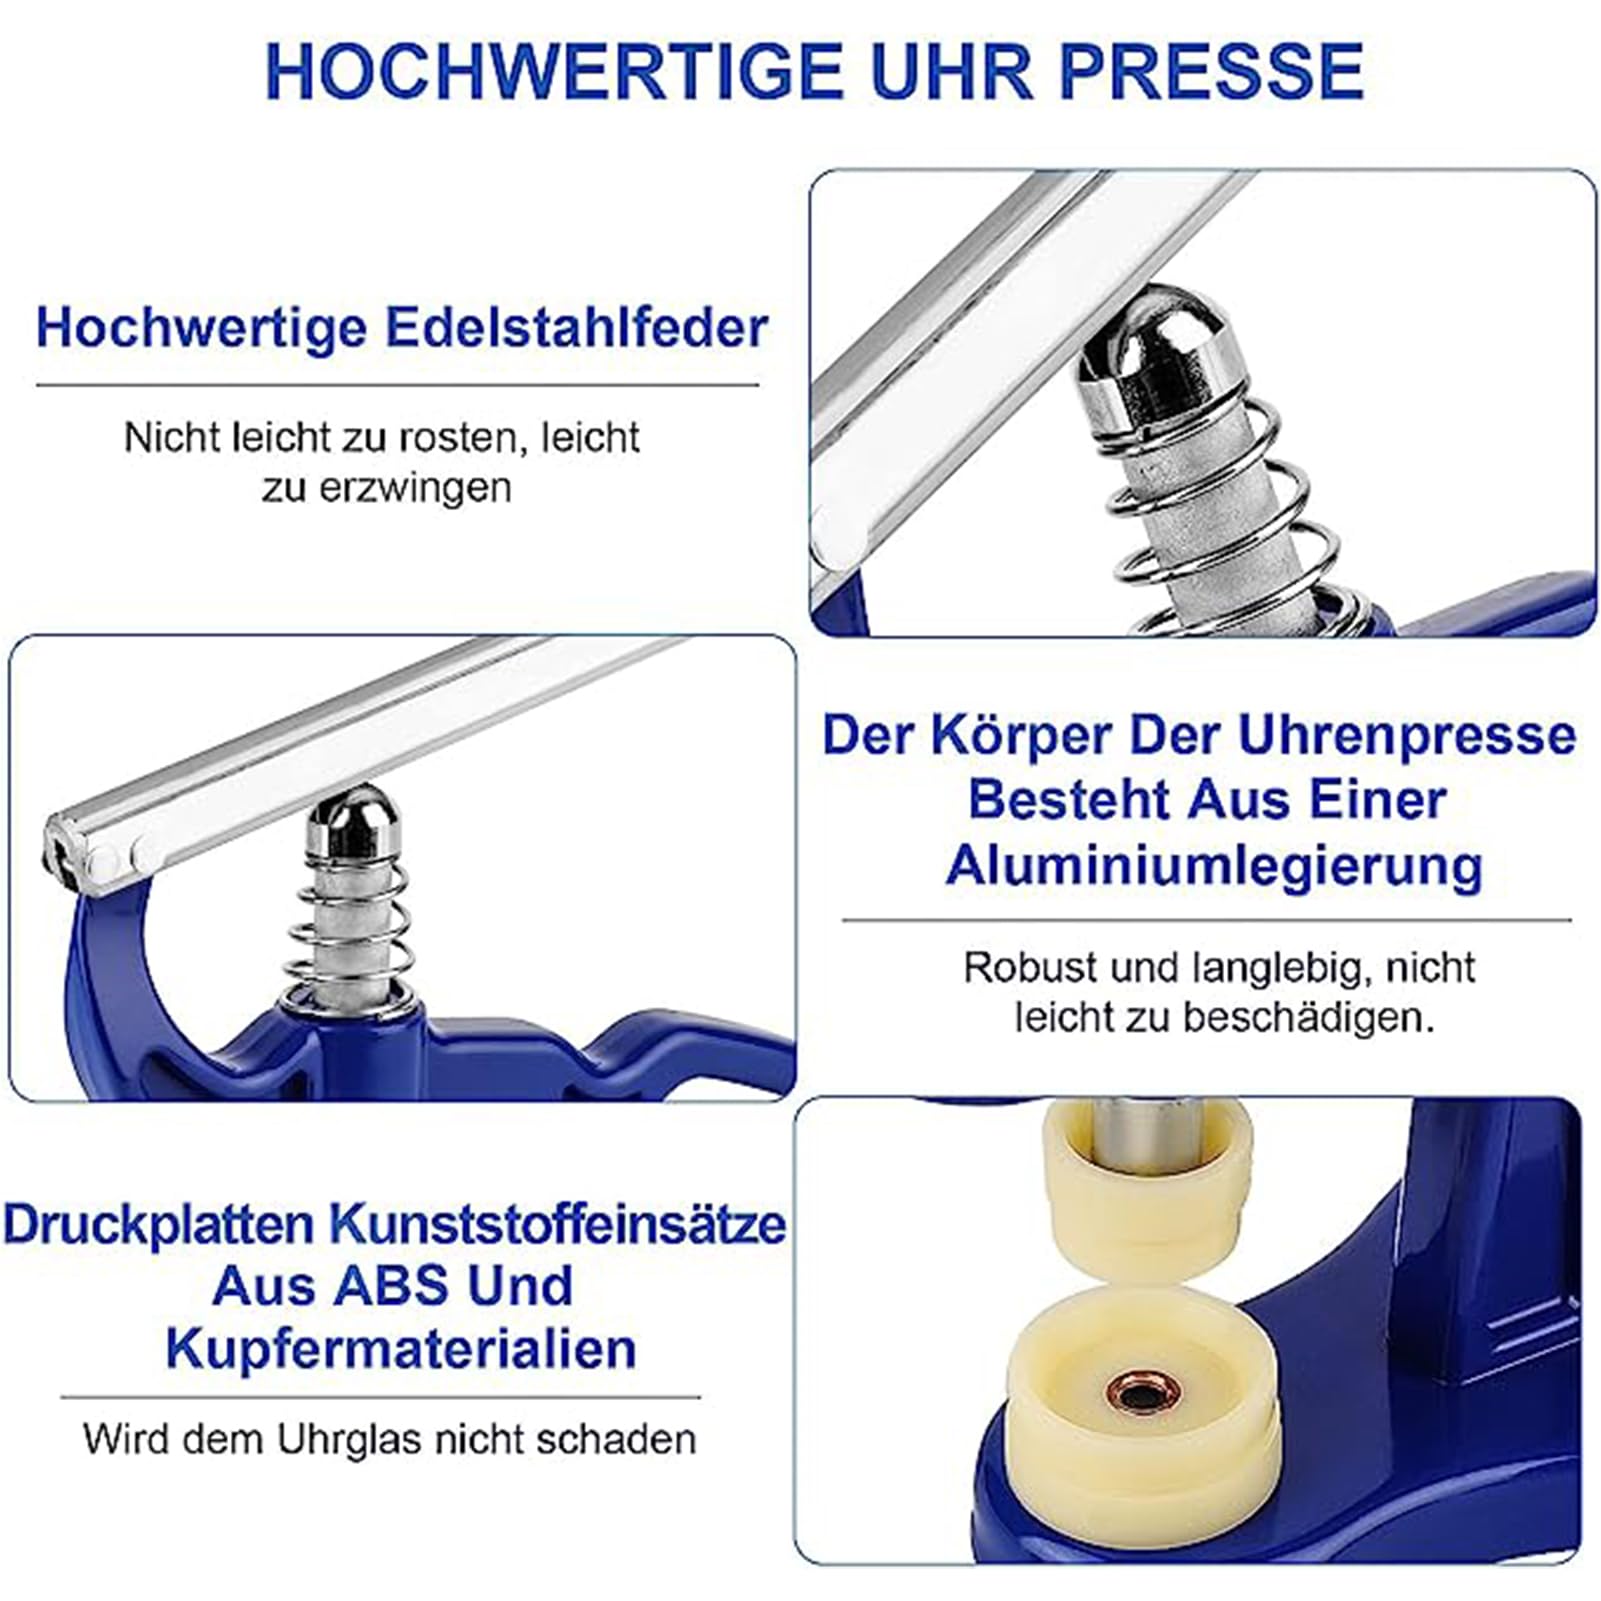 HOCHWERTIGE UHR PRESSE
Hochwertige Edelstahlfeder
Nicht leicht zu rosten, leicht
zu erzwingen
Der Körper Der Uhrenpresse
Besteht Aus Einer
Aluminiumlegierung
Robust und langlebig, nicht
leicht zu beschädigen.
Druckplatten Kunststoffeinsätze
Aus ABS Und
Kupfermaterialien
Wird dem Uhrglas nicht schaden